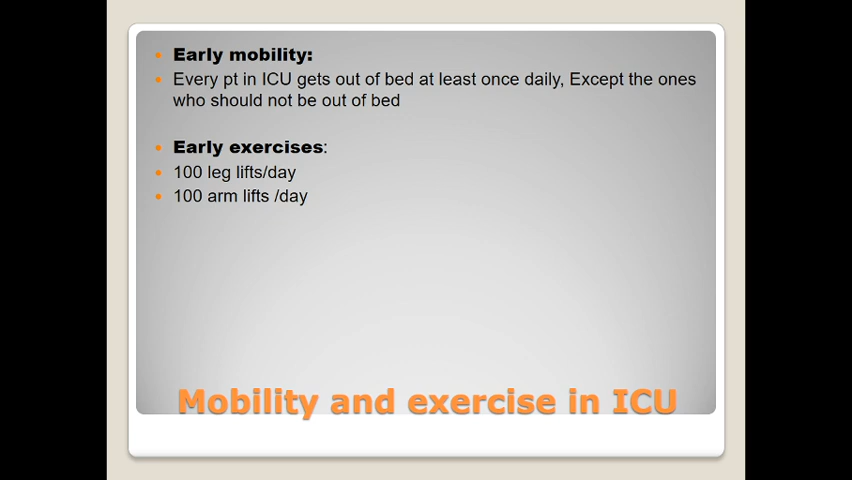 Early mobility:
Every pt in ICU gets out of bed at least once daily, Except the ones
who should not be out of bed
Early exercises:
100 leg lifts/day
100 arm lifts /day
Mobility and exercise in ICU